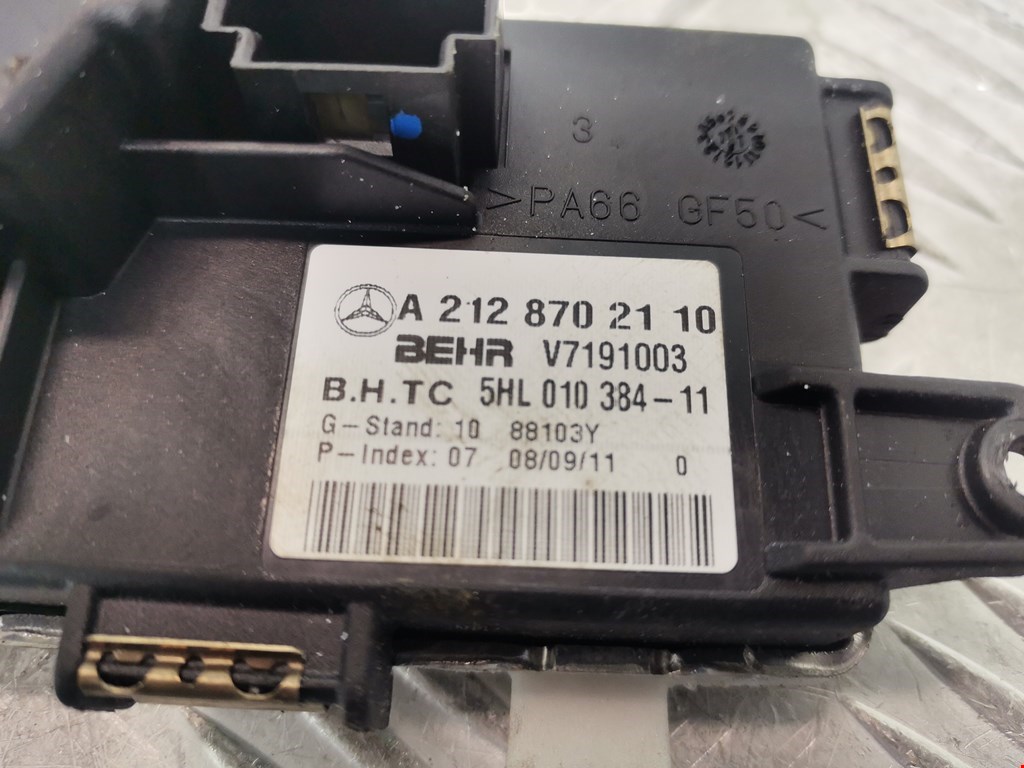 3
>PA66 GF50<
A 212 870 21 10
BEHR V7191003
B.H.TC 5HL 010 384-11
G-Stand: 10 88103Y
P-Index: 07 08/09/11 0